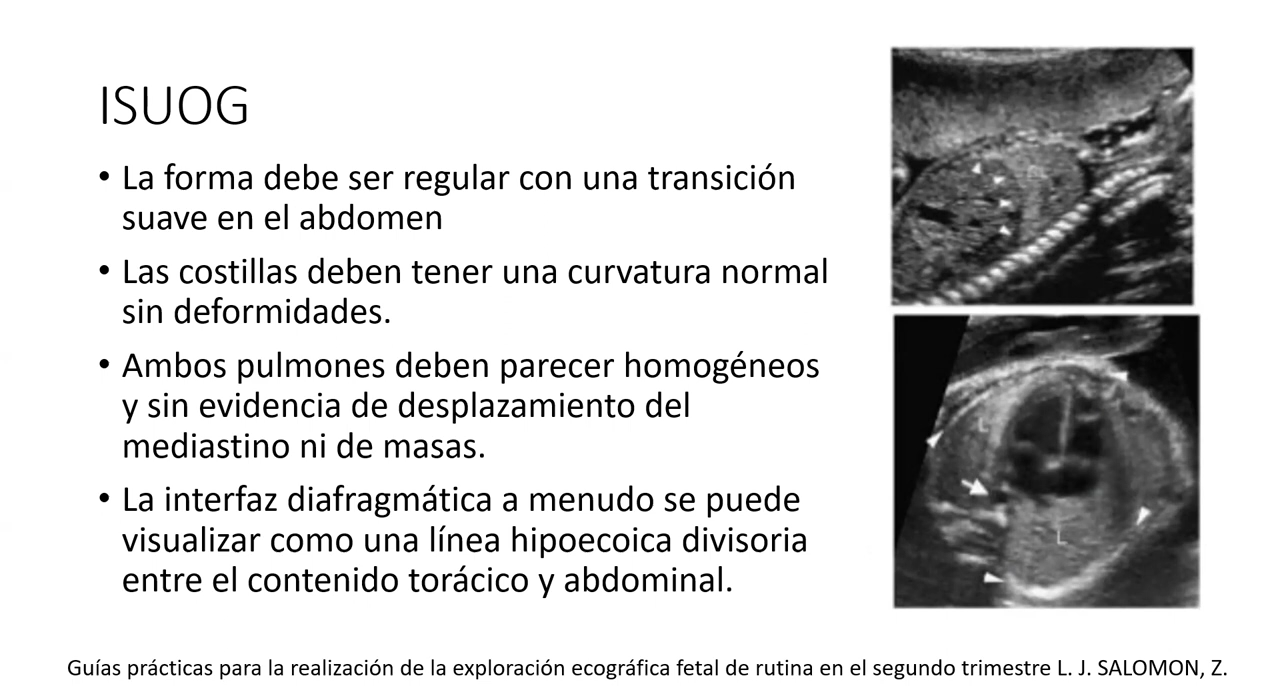 ISUOG
• La forma debe ser regular con una transición
suave en el abdomen
• Las costillas deben tener una curvatura normal
sin deformidades.
• Ambos pulmones deben parecer homogéneos
y sin evidencia de desplazamiento del
mediastino ni de masas.
• La interfaz diafragmática a menudo se puede
visualizar como una línea hipoecoica divisoria
entre el contenido torácico y abdominal.
L
L
Guías prácticas para la realización de la exploración ecográfica fetal de rutina en el segundo trimestre L. J. SALOMON, Z.